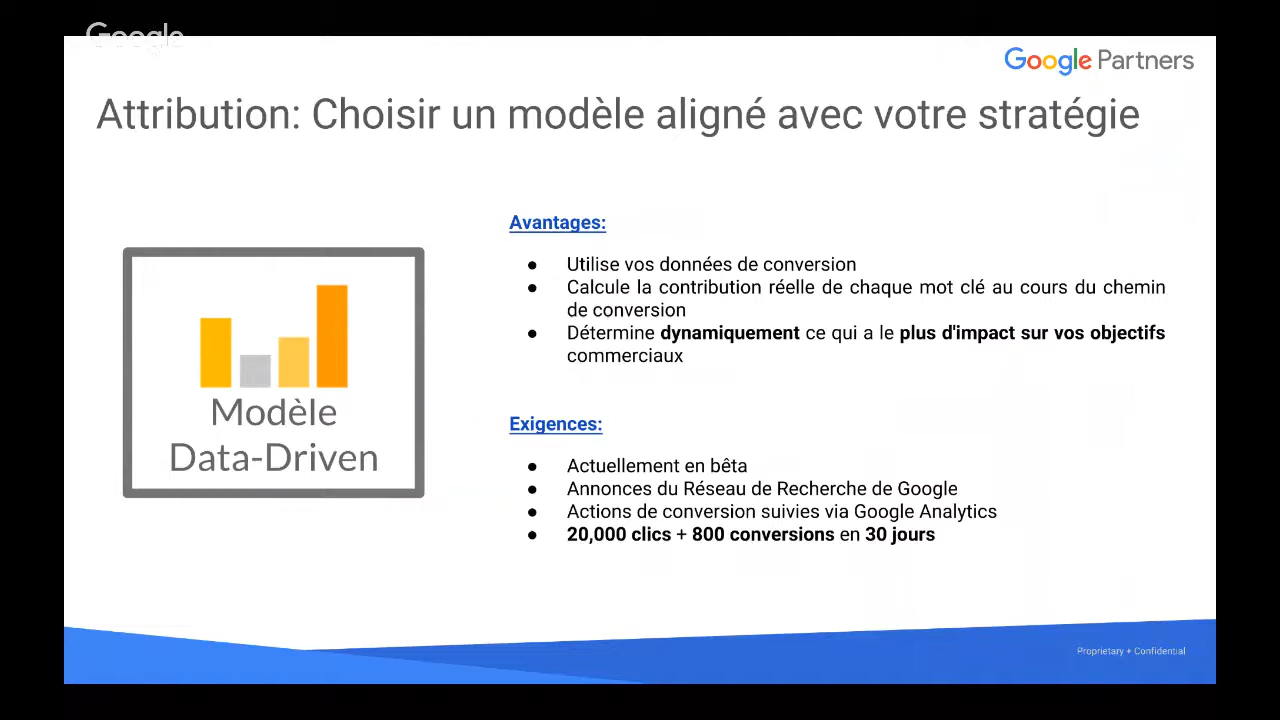 Google
Google Partners
Attribution: Choisir un modèle aligné avec votre stratégie
Modèle
Data-Driven
Avantages:
● Utilise vos données de conversion
● Calcule la contribution réelle de chaque mot clé au cours du chemin
de conversion
● Détermine dynamiquement ce qui a le plus d'impact sur vos objectifs
commerciaux
Exigences:
● Actuellement en bêta
● Annonces du Réseau de Recherche de Google
● Actions de conversion suivies via Google Analytics
● 20,000 clics + 800 conversions en 30 jours
Proprietary + Confidential